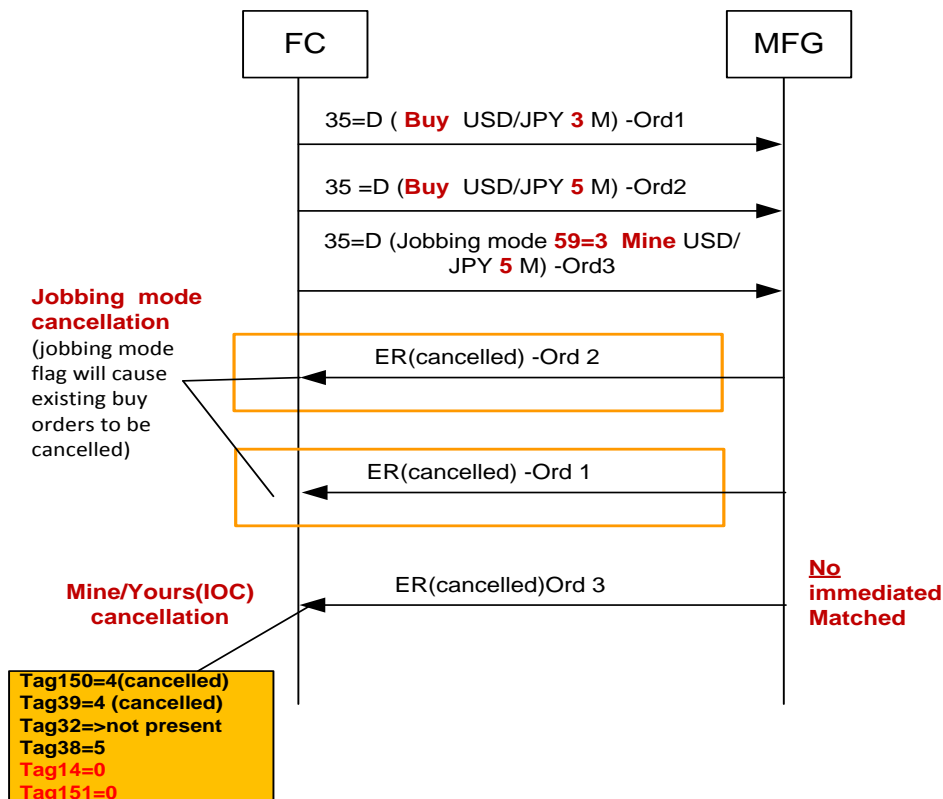 FC
MFG
35=D ( Buy USD/JPY 3 M) -Ord1
35 =D (Buy USD/JPY 5 M) -Ord2
35=D (Jobbing mode 59=3 Mine USD/
JPY 5 M) -Ord3
Jobbing mode
cancellation
(jobbing mode
flag will cause
existing buy
orders to be
cancelled)
ER(cancelled) -Ord 2
ER(cancelled) -Ord 1
Mine/Yours(IOC)
cancellation
ER(cancelled)Ord 3
No
immediated
Matched
Tag150=4(cancelled)
Tag39=4 (cancelled)
Tag32=>not present
Tag38=5
Tag14=0
Tag151=0